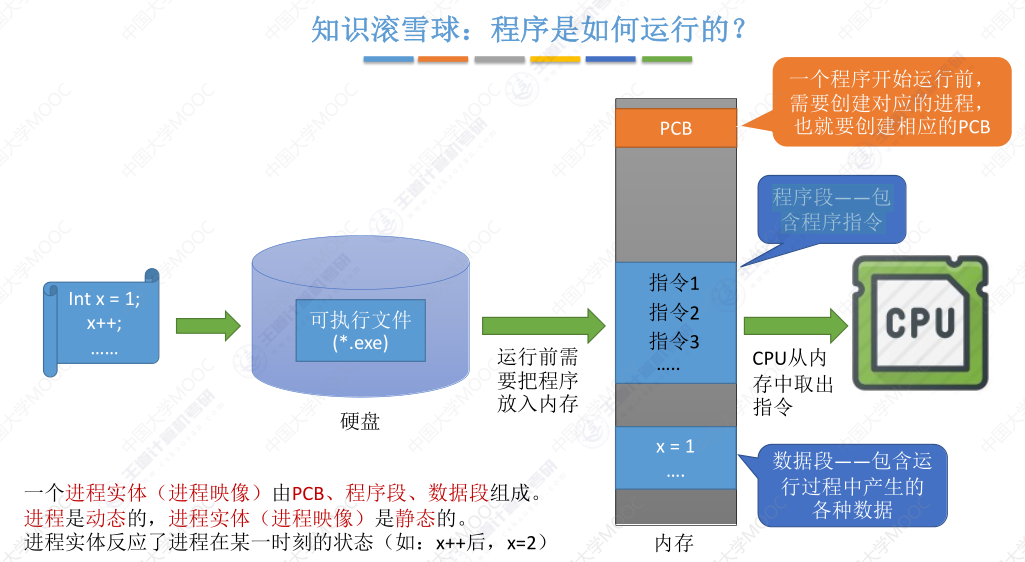 知识滚雪球：程序是如何运行的？
一个程序开始运行前，
需要创建对应的进程，
也就要创建相应的PCB
PCB
程序段——包
含程序指令
Int x = 1;
x++;
……
可执行文件
(*.exe)
硬盘
运行前需
要把程序
放入内存
指令1
指令2
指令3
…..
CPU从内
存中取出
指令
CPU
x = 1
….
数据段——包含运
行过程中产生的
各种数据
内存
一个进程实体（进程映像）由PCB、程序段、数据段组成。
进程是动态的，进程实体（进程映像）是静态的。
进程实体反应了进程在某一时刻的状态（如：x++后，x=2）
中国大学MOOC
王道计算机考研